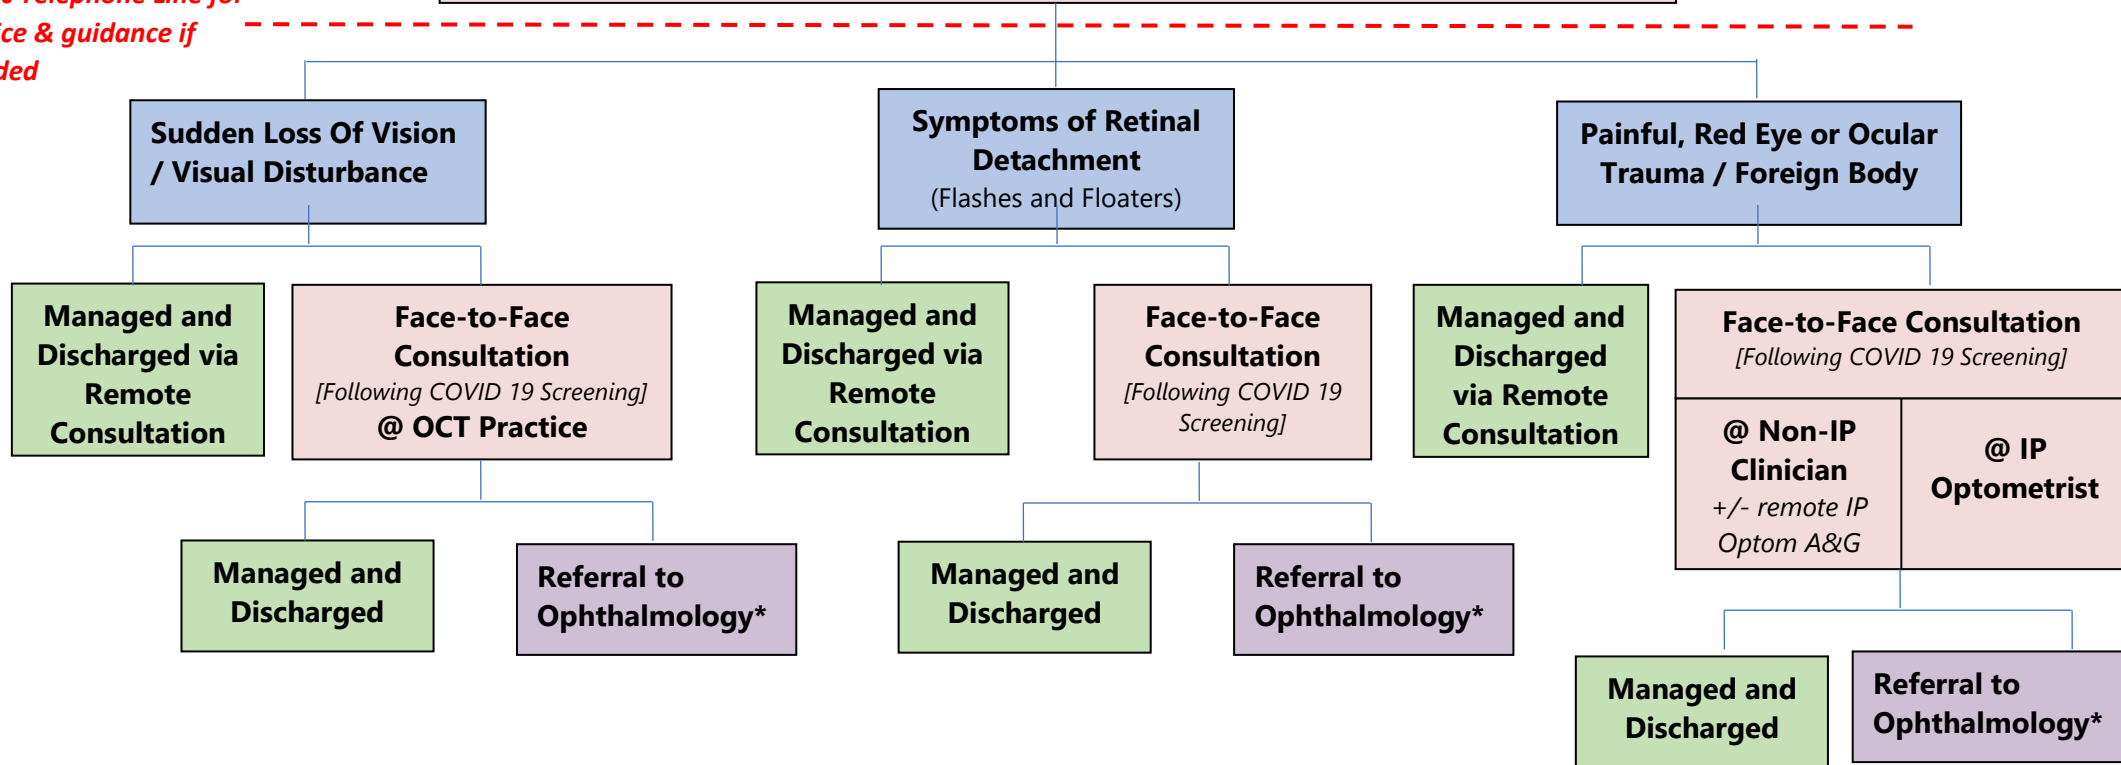 Telephone Line for
& guidance if
Sudden Loss Of Vision
/ Visual Disturbance
Symptoms of Retinal
Detachment
(Flashes and Floaters)
Painful, Red Eye or Ocular
Trauma / Foreign Body
Managed and
Discharged via
Remote
Consultation
Face-to-Face
Consultation
[Following COVID 19 Screening]
@ OCT Practice
Managed and
Discharged via
Remote
Consultation
Face-to-Face
Consultation
[Following COVID 19
Screening]
Managed and
Discharged
via Remote
Consultation
Face-to-Face Consultation
[Following COVID 19 Screening]
@ Non-IP
Clinician
+/- remote IP
Optom A&G
@ IP
Optometrist
Managed and
Discharged
Referral to
Ophthalmology*
Managed and
Discharged
Referral to
Ophthalmology*
Managed and
Discharged
Referral to
Ophthalmology*